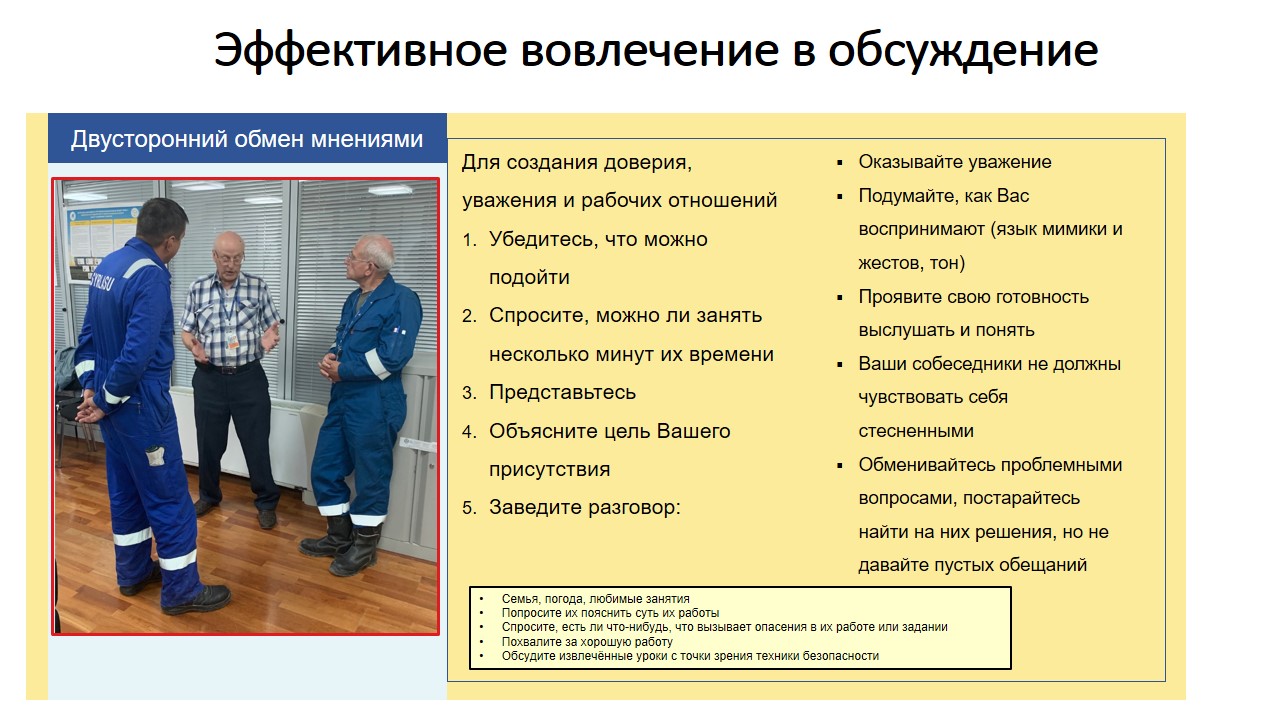 Эффективное вовлечение в обсуждение
Двусторонний обмен мнениями
Для создания доверия,
уважения и рабочих отношений
1. Убедитесь, что можно
подойти
2. Спросите, можно ли занять
несколько минут их времени
3. Представьтесь
4. Объясните цель Вашего
присутствия
5. Заведите разговор:
▪ Оказывайте уважение
▪ Подумайте, как Вас
воспринимают (язык мимики и
жестов, тон)
▪ Проявите свою готовность
выслушать и понять
▪ Ваши собеседники не должны
чувствовать себя
стесненными
▪ Обменивайтесь проблемными
вопросами, постарайтесь
найти на них решения, но не
давайте пустых обещаний
• Семья, погода, любимые занятия
• Попросите их пояснить суть их работы
• Спросите, есть ли что-нибудь, что вызывает опасения в их работе или задании
• Похвалите за хорошую работу
• Обсудите извлечённые уроки с точки зрения техники безопасности